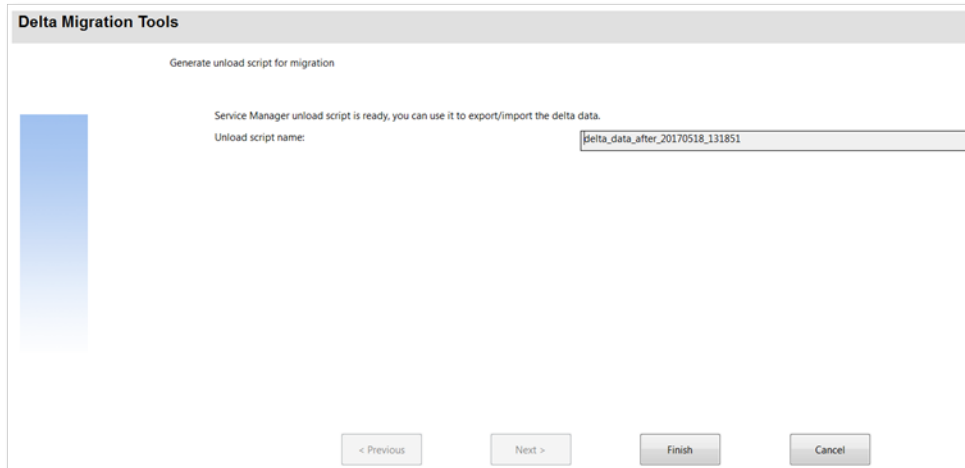 Delta Migration Tools
Generate unload script for migration
Service Manager unload script is ready, you can use it to export/import the delta data.
Unload script name:
delta_data_after_20170518_131851
< Previous
Next >
Finish
Cancel